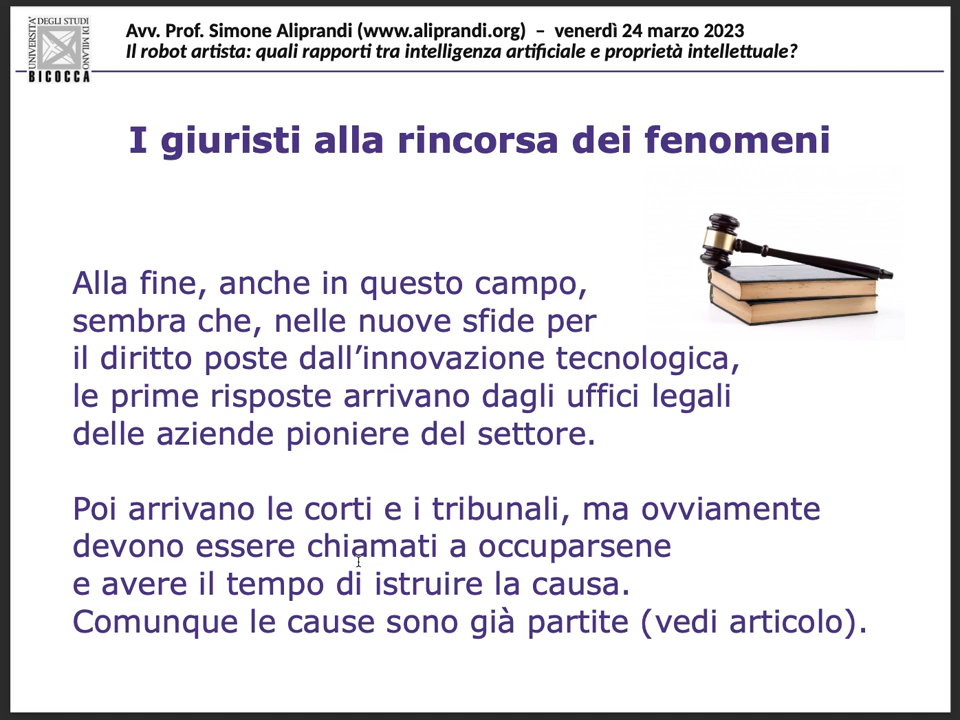 UNIVERSITÀ DEGLI STUDI DI MILANO
BICOCCA
Avv. Prof. Simone Aliprandi (www.aliprandi.org) – venerdì 24 marzo 2023
Il robot artista: quali rapporti tra intelligenza artificiale e proprietà intellettuale?
I giuristi alla rincorsa dei fenomeni
Alla fine, anche in questo campo,
sembra che, nelle nuove sfide per
il diritto poste dall’innovazione tecnologica,
le prime risposte arrivano dagli uffici legali
delle aziende pioniere del settore.
Poi arrivano le corti e i tribunali, ma ovviamente
devono essere chiamati a occuparsene
e avere il tempo di istruire la causa.
Comunque le cause sono già partite (vedi articolo).